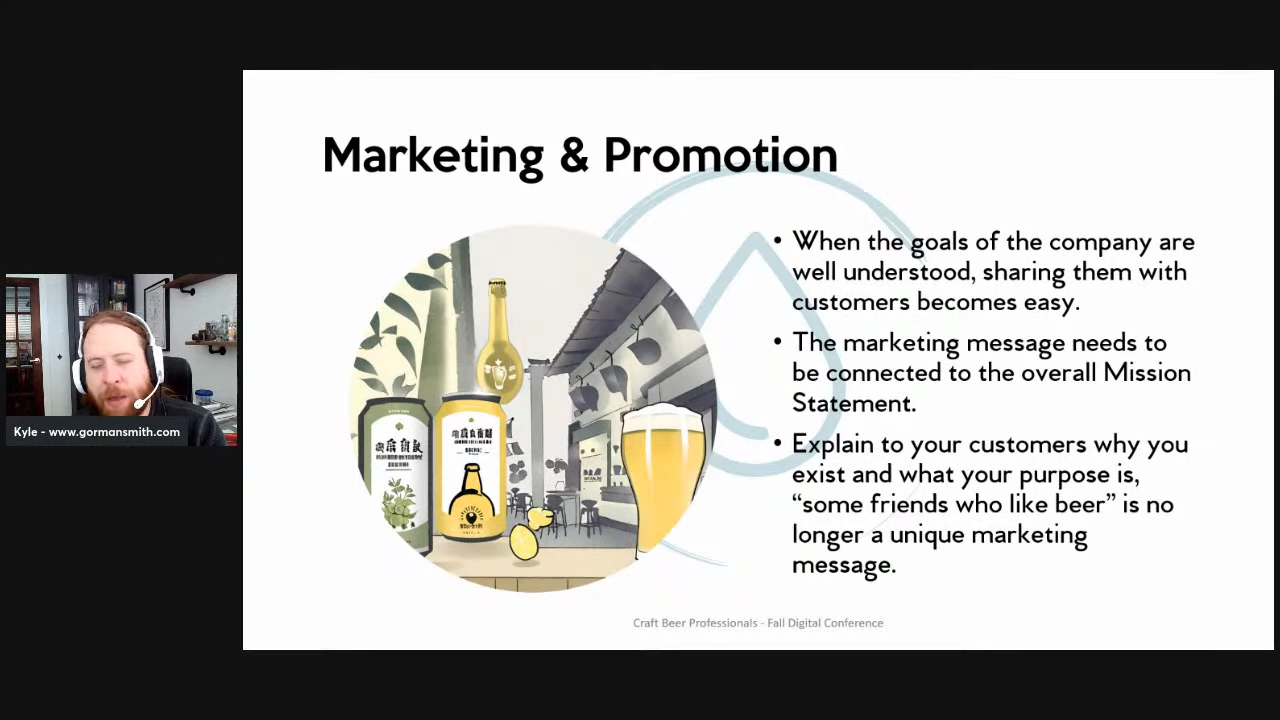 Marketing & Promotion
• When the goals of the company are
well understood, sharing them with
customers becomes easy.
• The marketing message needs to
be connected to the overall Mission
Statement.
• Explain to your customers why you
exist and what your purpose is,
“some friends who like beer” is no
longer a unique marketing
message.
Craft Beer Professionals - Fall Digital Conference
Kyle - www.gormansmith.com